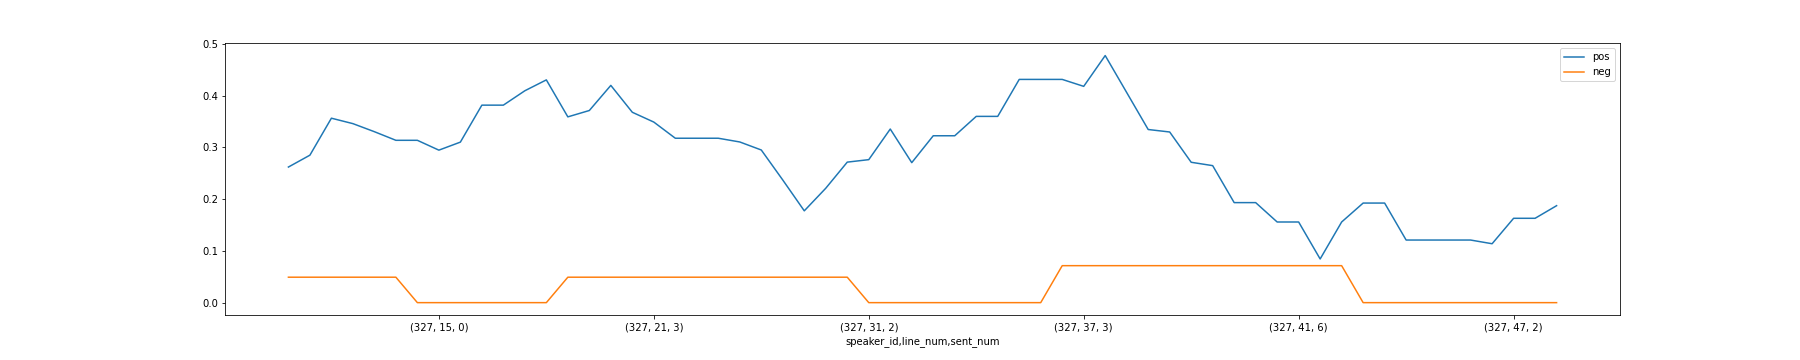 0.5
0.4
0.3
0.2
0.1
0.0
pos
neg
(327, 15, 0) (327, 21, 3) (327, 31, 2) (327, 37, 3) (327, 41, 6) (327, 47, 2)
speaker_id,line_num,sent_num